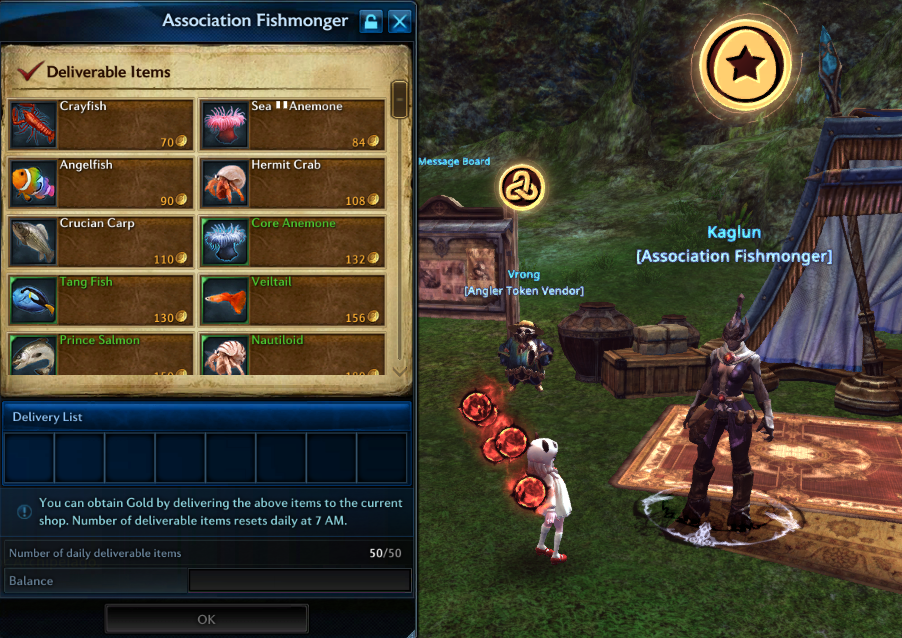 Association Fishmonger
Deliverable Items
Crayfish
70
Sea Anemone
84
Angelfish
90
Hermit Crab
108
Crucian Carp
110
Core Anemone
132
Tang Fish
130
Veiltail
156
Prince Salmon
Nautiloid
Delivery List
You can obtain Gold by delivering the above items to the current
shop. Number of deliverable items resets daily at 7 AM.
Number of daily deliverable items
50/50
Balance
OK
Message Board
Vrong
[Angler Token Vendor]
Kaglun
[Association Fishmonger]